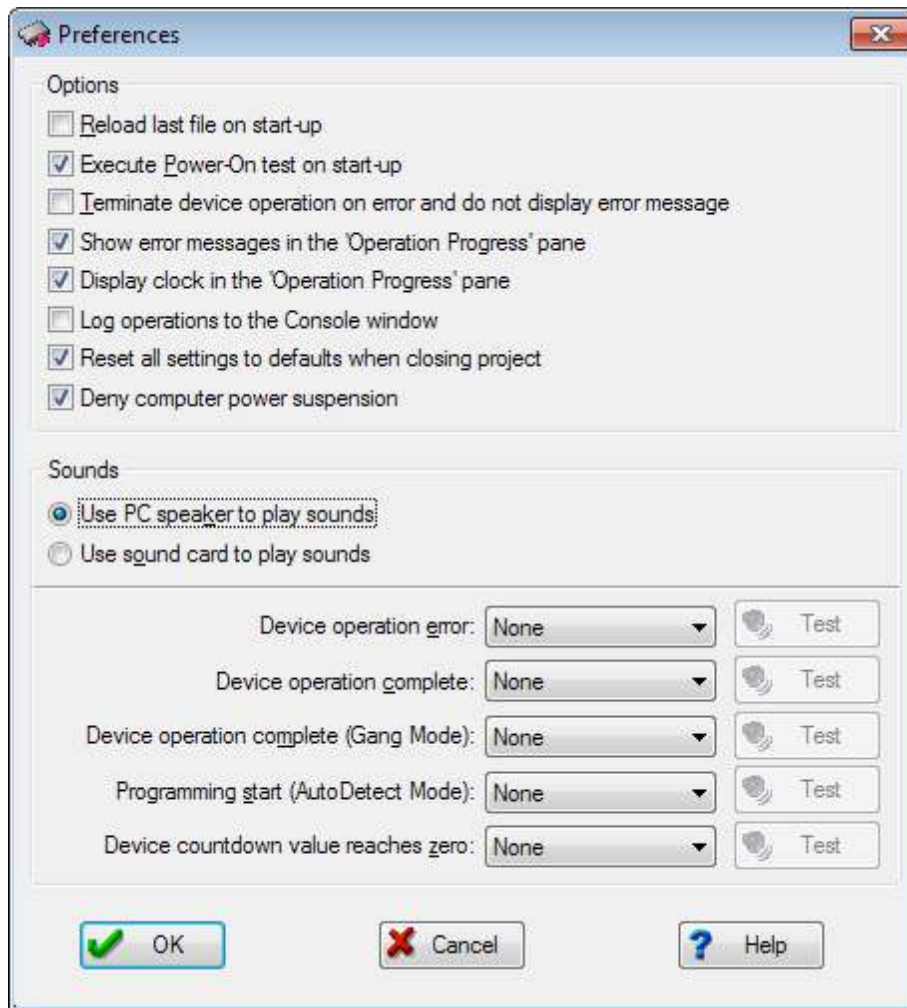 Preferences
Options
Reload last file on start-up
Execute Power-On test on start-up
Terminate device operation on error and do not display error message
Show error messages in the 'Operation Progress' pane
Display clock in the 'Operation Progress' pane
Log operations to the Console window
Reset all settings to defaults when closing project
Deny computer power suspension
Sounds
Use PC speaker to play sounds
Use sound card to play sounds
Device operation error: None Test
Device operation complete: None Test
Device operation complete (Gang Mode): None Test
Programming start (AutoDetect Mode): None Test
Device countdown value reaches zero: None Test
OK Cancel Help